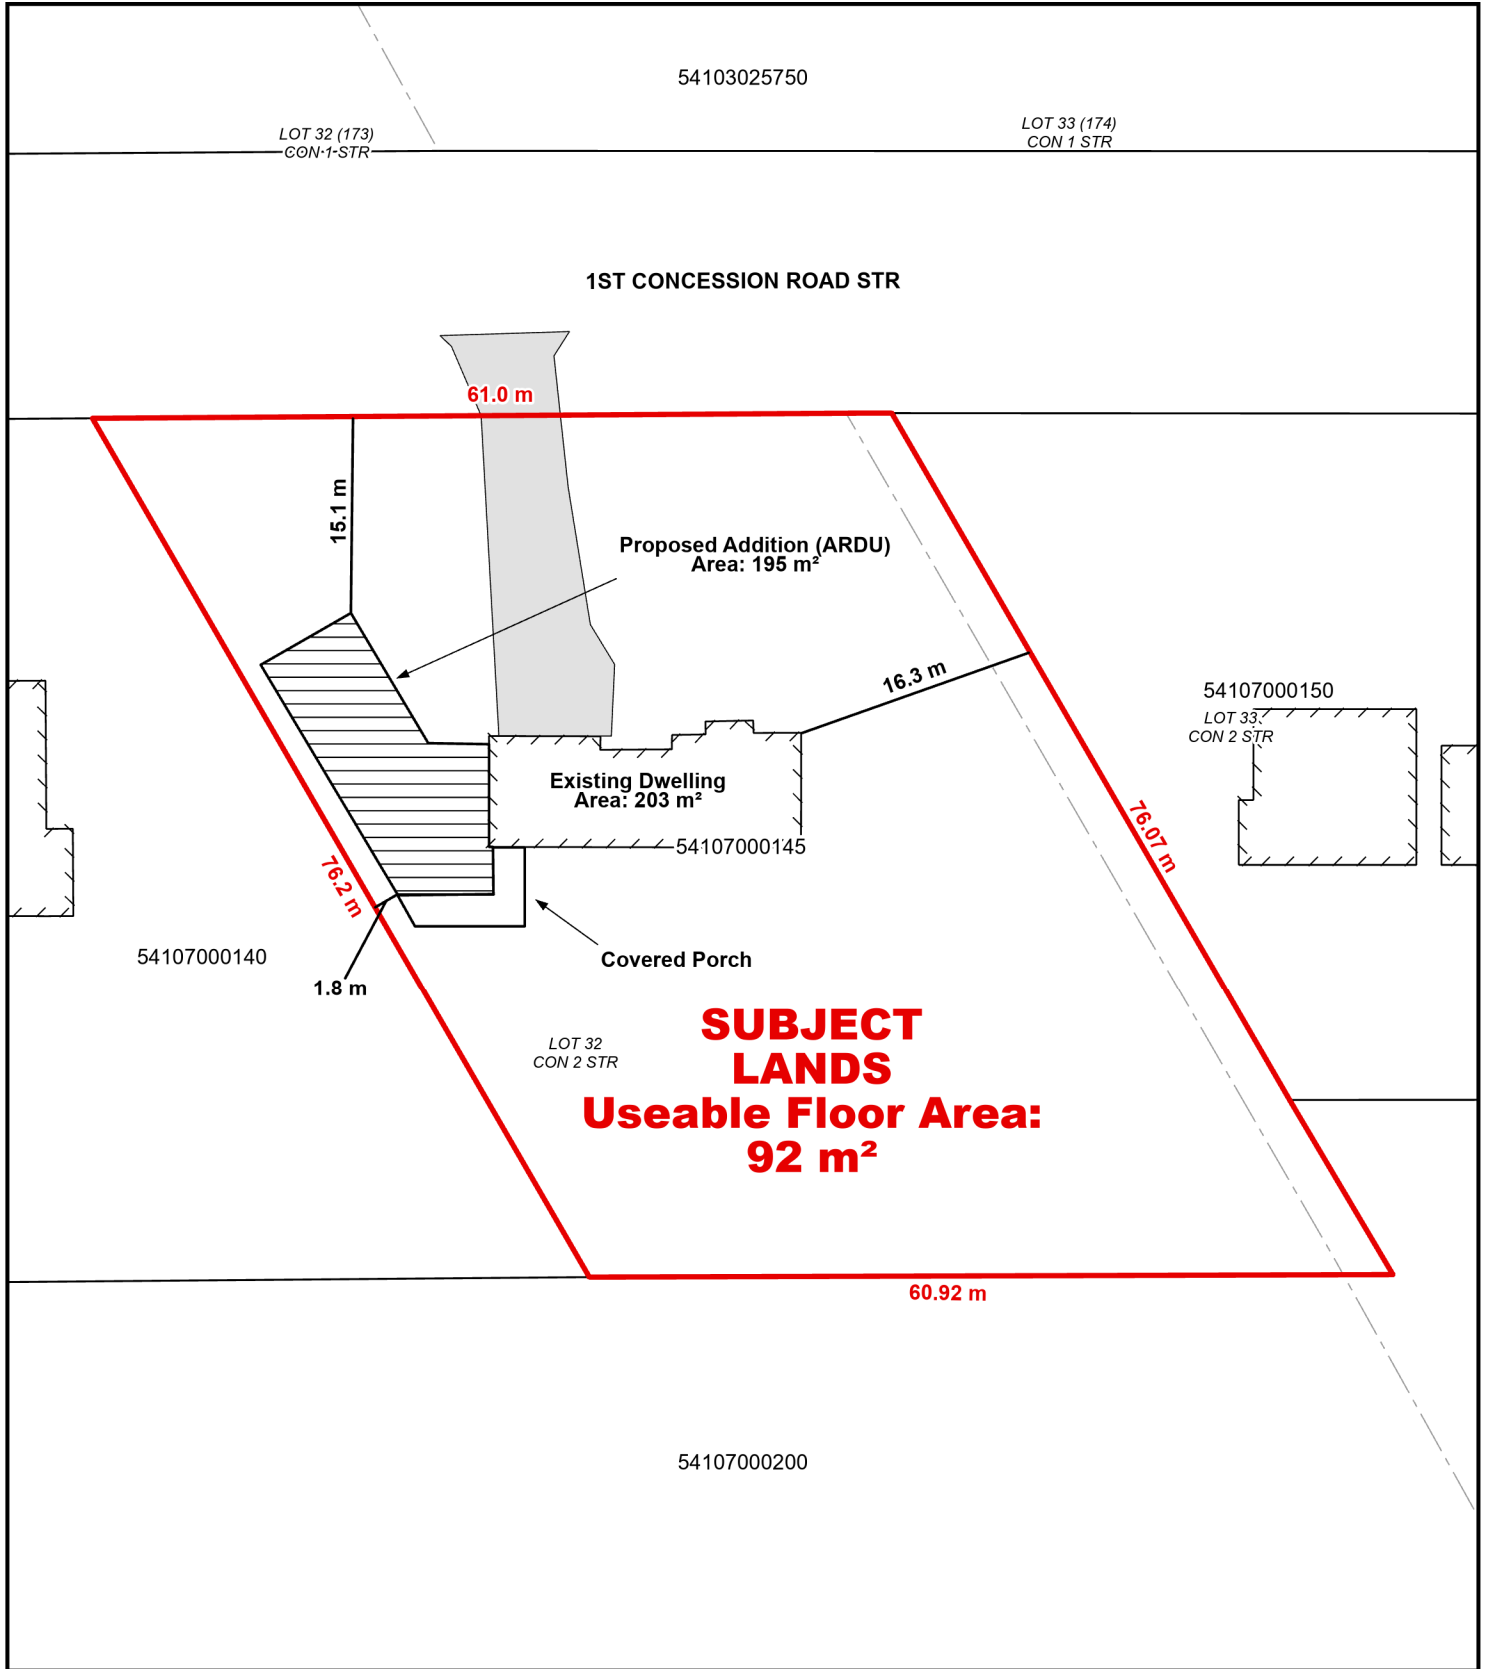 54103025750
LOT 32 (173)
CON 1 STR
LOT 33 (174)
CON 1 STR
1ST CONCESSION ROAD STR
61.0 m
15.1 m
Proposed Addition (ARDU)
Area: 195 m²
16.3 m
54107000150
LOT 33
CON 2 STR
Existing Dwelling
Area: 203 m²
54107000145
76.07 m
76.2 m
54107000140
Covered Porch
1.8 m
SUBJECT
LANDS
Useable Floor Area:
92 m²
LOT 32
CON 2 STR
60.92 m
54107000200